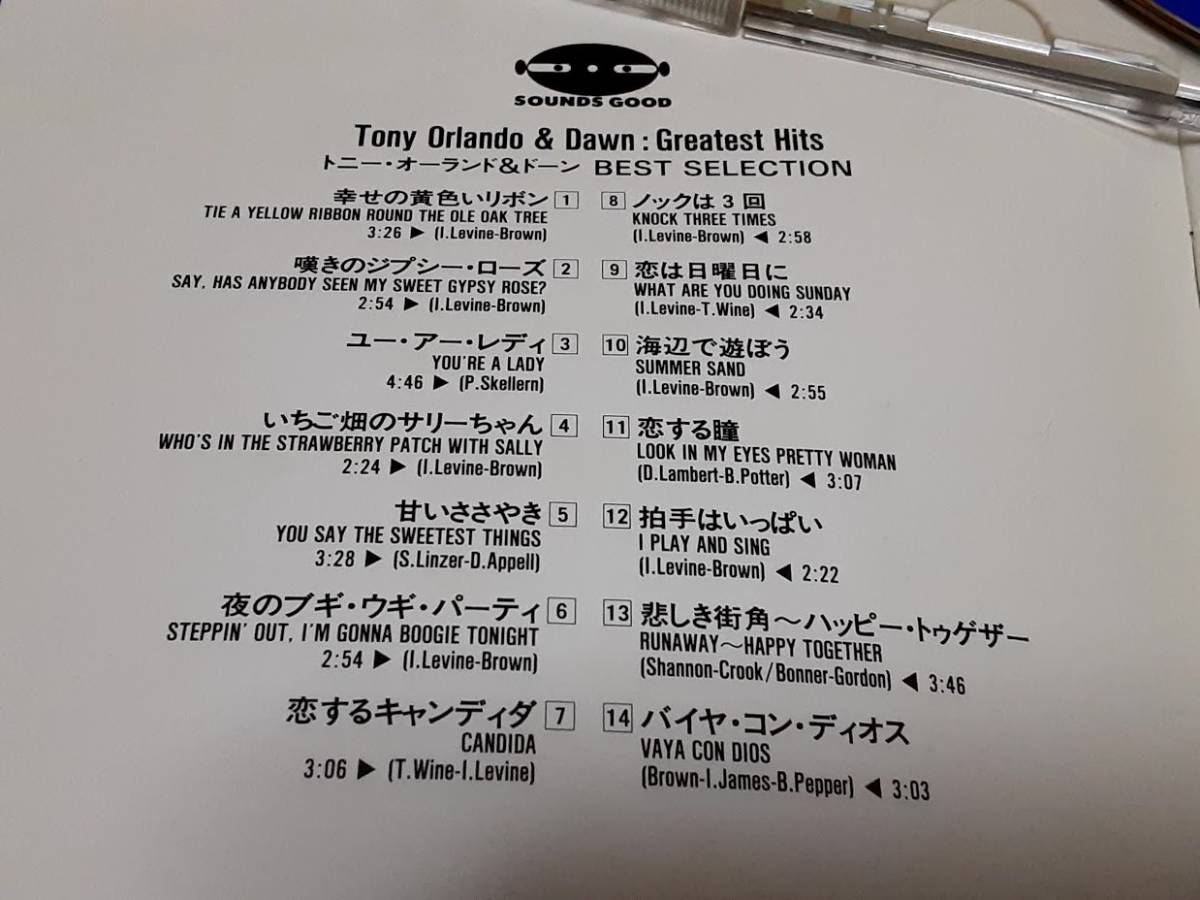 SOUNDS GOOD
Tony Orlando & Dawn : Greatest Hits
トニー・オーランド&ドーン BEST SELECTION
幸せの黄色いリボン 1
TIE A YELLOW RIBBON ROUND THE OLE OAK TREE
3:26 ► (I.Levine-Brown)
嘆きのジプシー・ローズ 2
SAY, HAS ANYBODY SEEN MY SWEET GYPSY ROSE?
2:54 ► (I.Levine-Brown)
ユー・アー・レディ 3
YOU'RE A LADY
4:46 ► (P.Skellern)
いちご畑のサリーちゃん 4
WHO'S IN THE STRAWBERRY PATCH WITH SALLY
2:24 ► (I.Levine-Brown)
甘いささやき 5
YOU SAY THE SWEETEST THINGS
3:28 ► (S.Linzer-D.Appell)
夜のブギ・ウギ・パーティ 6
STEPPIN' OUT, I'M GONNA BOOGIE TONIGHT
2:54 ► (I.Levine-Brown)
恋するキャンディダ 7
CANDIDA
3:06 ► (T.Wine-I.Levine)
8 ノックは3回
KNOCK THREE TIMES
(I.Levine-Brown) ◄ 2:58
9 恋は日曜日に
WHAT ARE YOU DOING SUNDAY
(I.Levine-T.Wine) ◄ 2:34
10 海辺で遊ぼう
SUMMER SAND
(I.Levine-Brown) ◄ 2:55
11 恋する瞳
LOOK IN MY EYES PRETTY WOMAN
(D.Lambert-B.Potter) ◄ 3:07
12 拍手はいっぱい
I PLAY AND SING
(I.Levine-Brown) ◄ 2:22
13 悲しき街角～ハッピー・トゥゲザー
RUNAWAY～HAPPY TOGETHER
(Shannon-Crook/Bonner-Gordon) ◄ 3:46
14 バイヤ・コン・ディオス
VAYA CON DIOS
(Brown-I.James-B.Pepper) ◄ 3:03